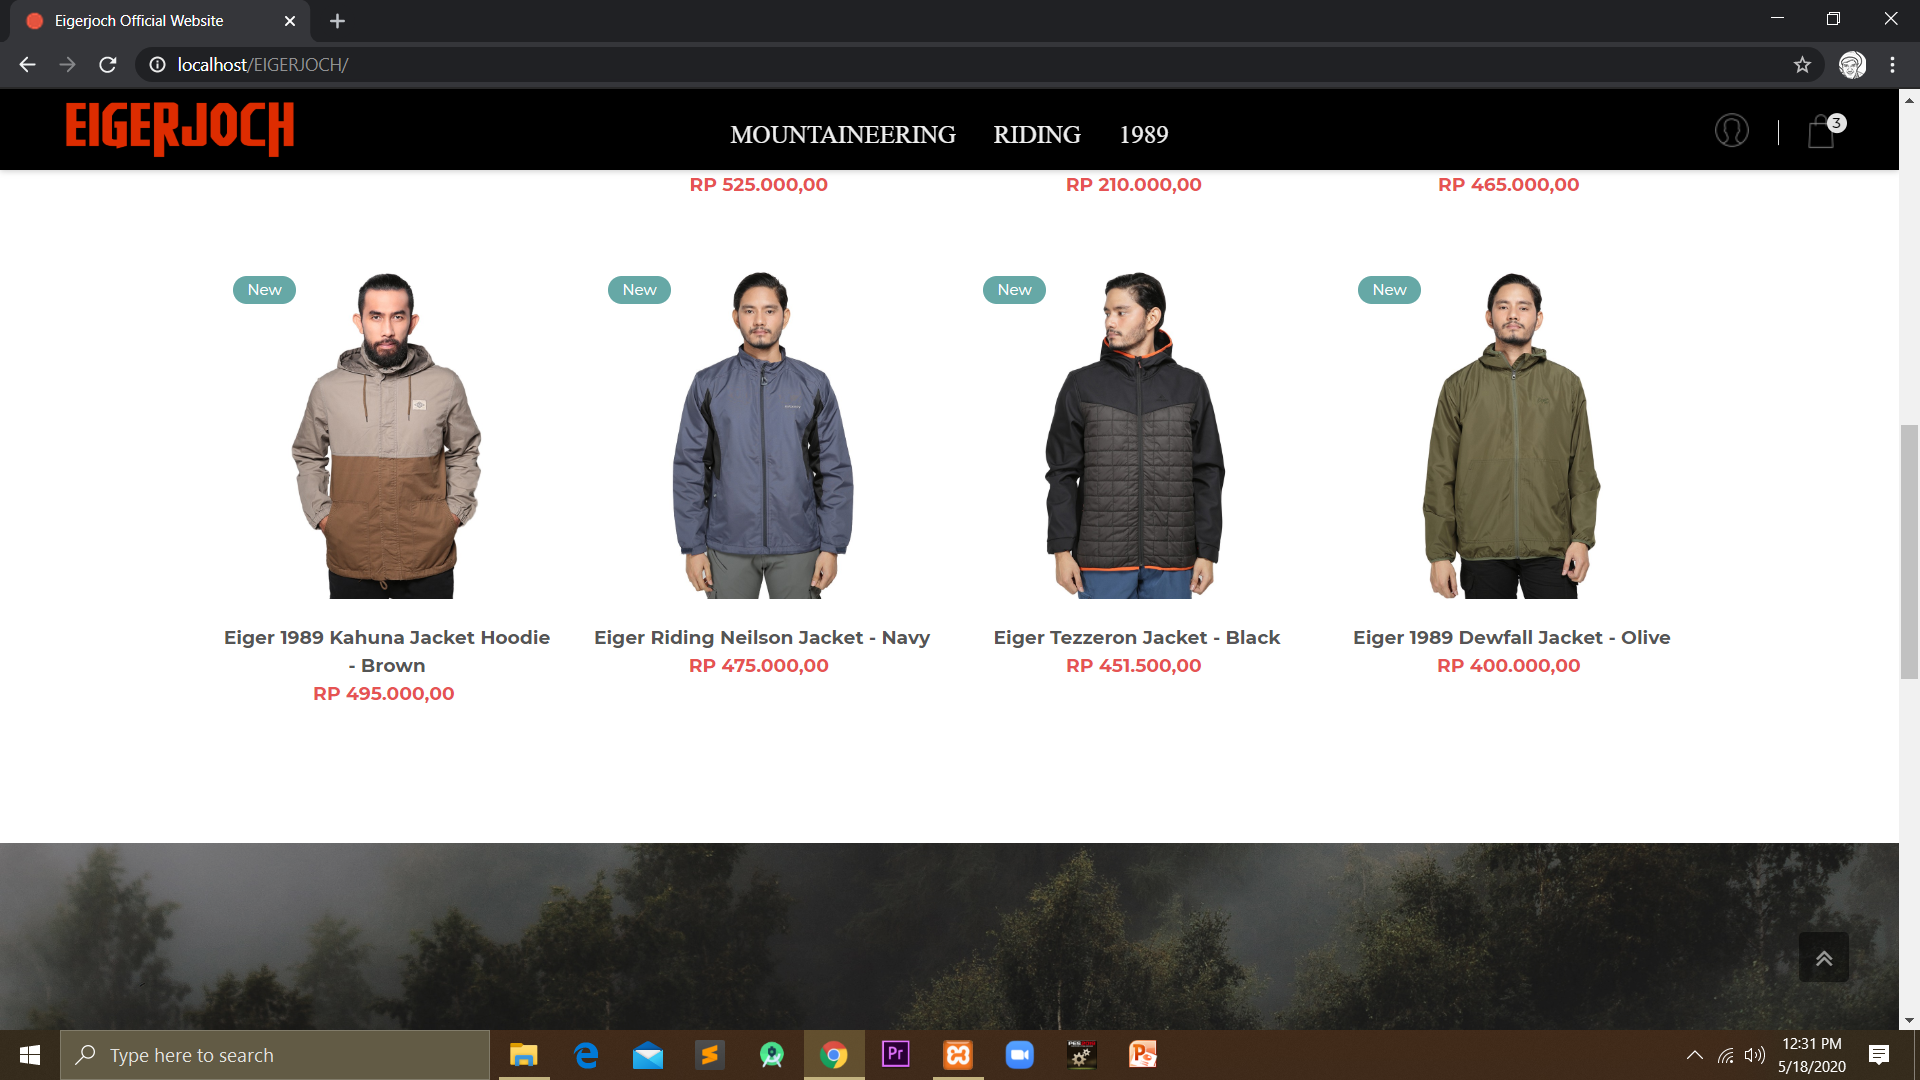 Eigerjoch Official Website
localhost/EIGERJOCH/
EIGERJOCH
MOUNTAINEERING RIDING 1989
3
RP 525.000,00 RP 210.000,00 RP 465.000,00
New New New New
Eiger 1989 Kahuna Jacket Hoodie
- Brown
RP 495.000,00
Eiger Riding Neilson Jacket - Navy
RP 475.000,00
Eiger Tezzeron Jacket - Black
RP 451.500,00
Eiger 1989 Dewfall Jacket - Olive
RP 400.000,00
Type here to search
Pr
12:31 PM
5/18/2020